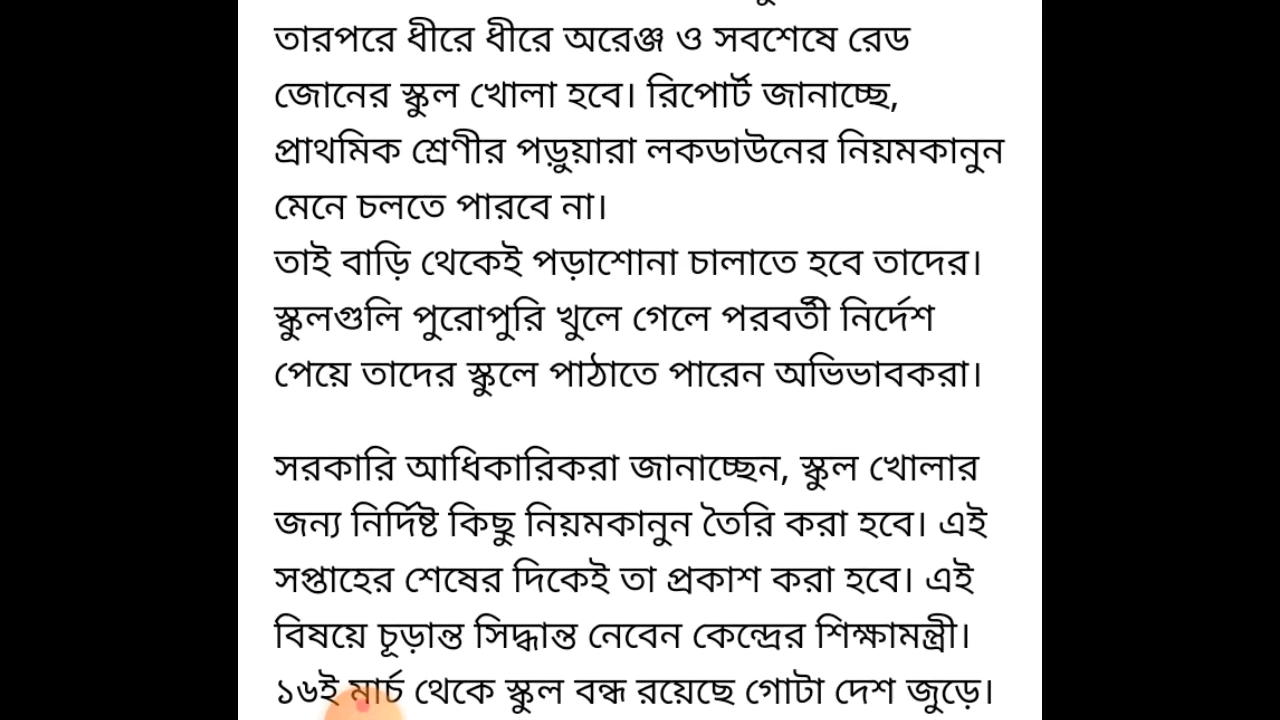 তারপরে ধীরে ধীরে অরেঞ্জ ও সবশেষে রেড
জোনের স্কুল খোলা হবে। রিপোর্ট জানাচ্ছে,
প্রাথমিক শ্রেণীর পড়ুয়ারা লকডাউনের নিয়মকানুন
মেনে চলতে পারবে না।
তাই বাড়ি থেকেই পড়াশোনা চালাতে হবে তাদের।
স্কুলগুলি পুরোপুরি খুলে গেলে পরবর্তী নির্দেশ
পেয়ে তাদের স্কুলে পাঠাতে পারেন অভিভাবকরা।
সরকারি আধিকারিকরা জানাচ্ছেন, স্কুল খোলার
জন্য নির্দিষ্ট কিছু নিয়মকানুন তৈরি করা হবে। এই
সপ্তাহের শেষের দিকেই তা প্রকাশ করা হবে। এই
বিষয়ে চূড়ান্ত সিদ্ধান্ত নেবেন কেন্দ্রের শিক্ষামন্ত্রী।
১৬ই মার্চ থেকে স্কুল বন্ধ রয়েছে গোটা দেশ জুড়ে।